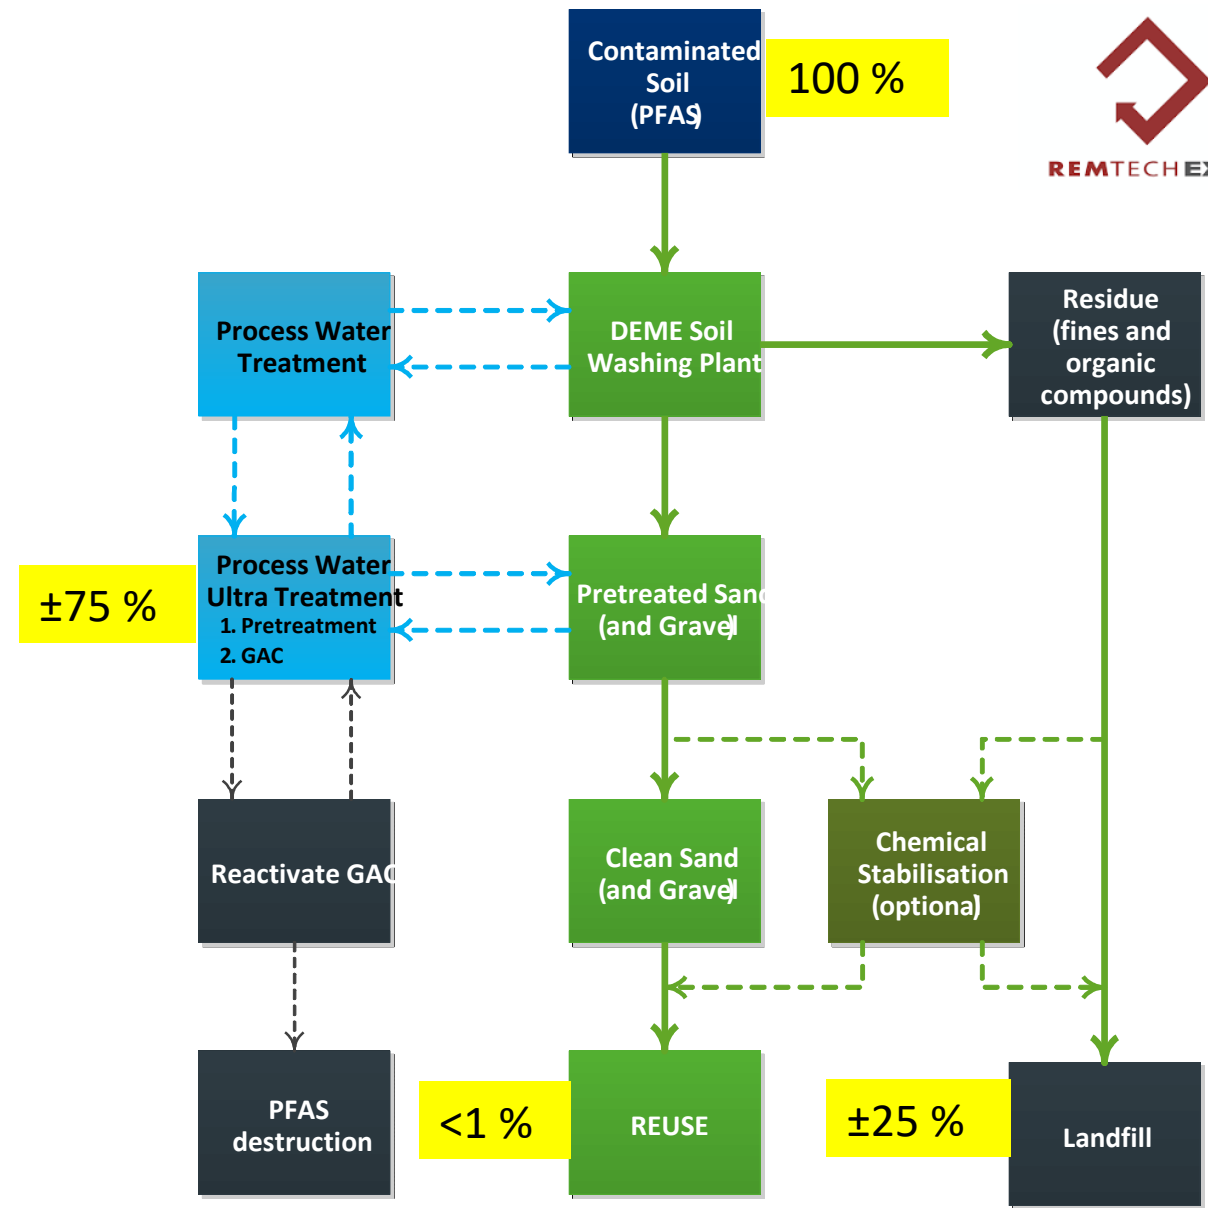 Contaminated
Soil
(PFAS)
100 %
REMTECH EX
Process Water
Treatment
DEME Soil
Washing Plant
Residue
(fines and
organic
compounds)
±75 %
Process Water
Ultra Treatment
1. Pretreatment
2. GAC
Pretreated Sand
(and Gravel)
Reactivate GAC
Clean Sand
(and Gravel)
Chemical
Stabilisation
(optional)
PFAS
destruction
<1 %
REUSE
±25 %
Landfill